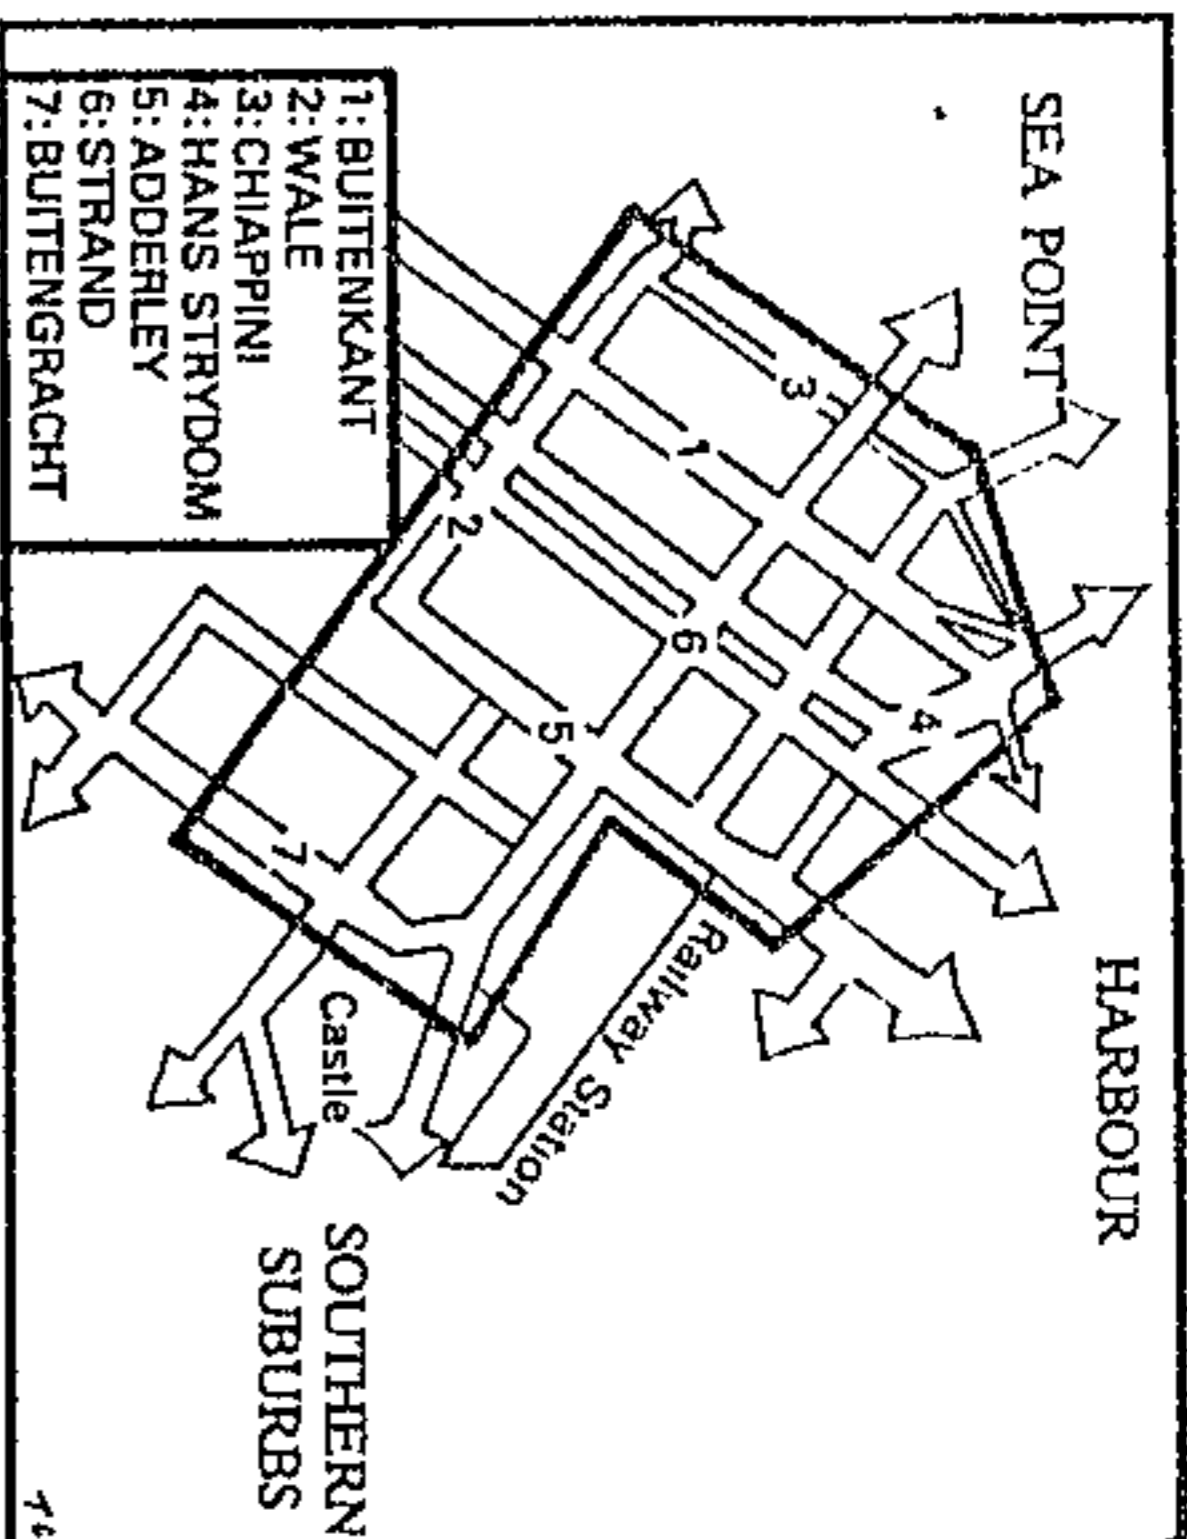 SEA POINT
HARBOUR
3
1
4
6
5
2
7
Railway Station
Castle
SOUTHERN
SUBURBS
1: BUITENKANT
2: WALE
3: CHIAPPINI
4: HANS STRYDOM
5: ADDERLEY
6: STRAND
7: BUITENGRACHT